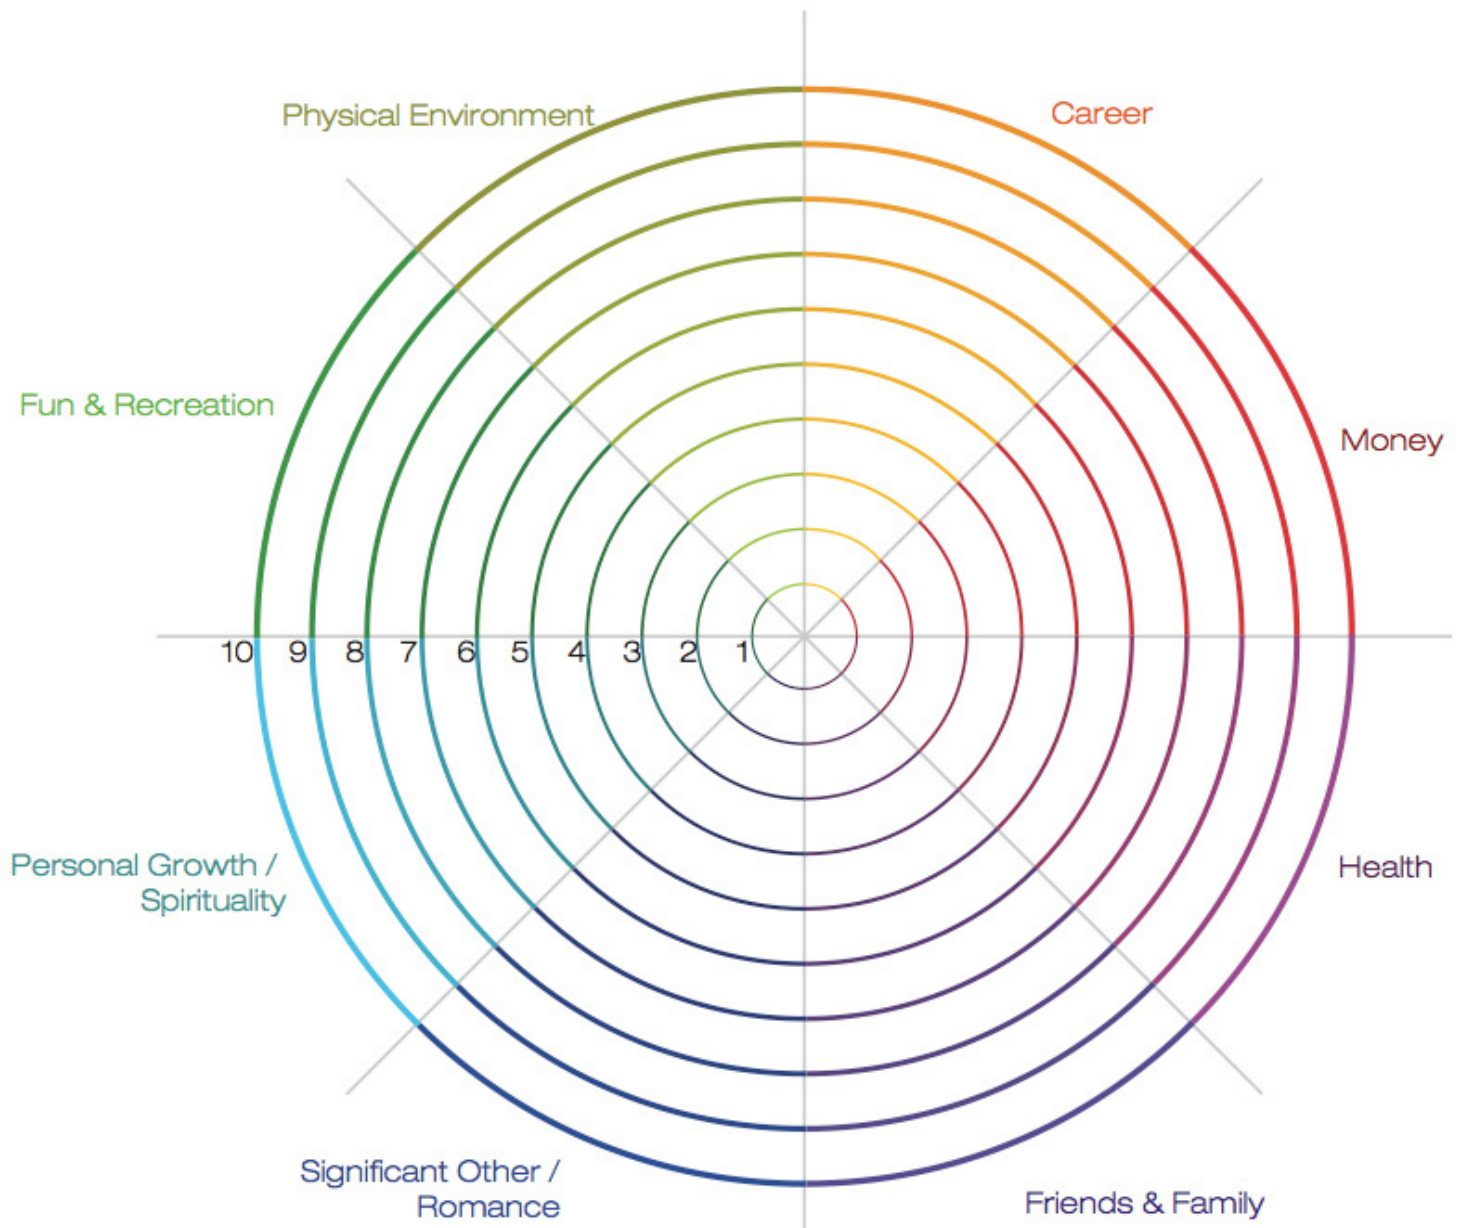 Physical Environment
Career
Fun & Recreation
Money
10 9 8 7 6 5 4 3 2 1
Personal Growth /
Spirituality
Health
Significant Other /
Romance
Friends & Family